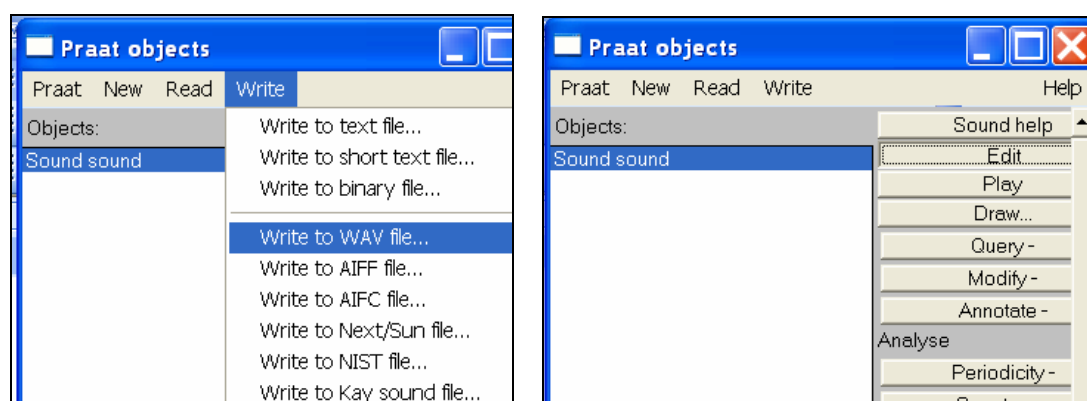 Praat objects
Praat New Read Write
Objects:
Sound sound
Write to text file...
Write to short text file...
Write to binary file...
Write to WAV file...
Write to AIFF file...
Write to AIFC file...
Write to Next/Sun file...
Write to NIST file...
Write to Kay sound file...
Praat objects
Praat New Read Write Help
Objects:
Sound sound
Sound help
Edit
Play
Draw...
Query -
Modify -
Annotate -
Analyse
Periodicity -